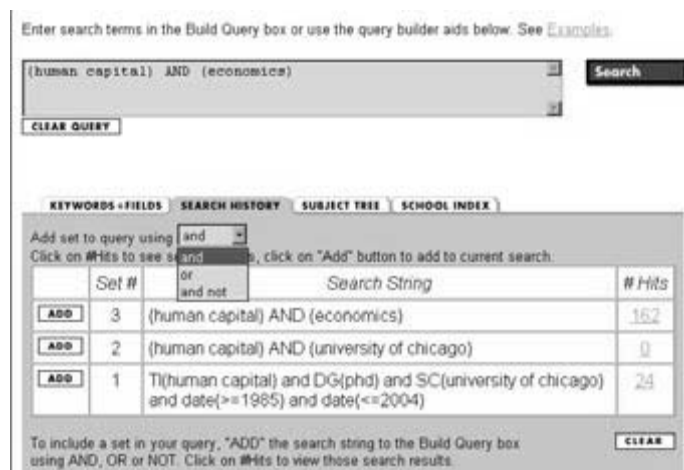 Enter search terms in the Build Query box or use the query builder aids below. See Examples.
(human capital) AND (economics)
Search
CLEAR QUERY
KEYWORDS+FIELDS SEARCH HISTORY SUBJECT TREE SCHOOL INDEX
Add set to query using and
Click on #Hits to see s s, click on "Add" button to add to current search.
and
or
and not
Set # Search String # Hits
ADD 3 (human capital) AND (economics) 162
ADD 2 (human capital) AND (university of chicago) 0
ADD 1 TI(human capital) and DG(phd) and SC(university of chicago) 24
and date(>=1985) and date(<=2004)
To include a set in your query, "ADD" the search string to the Build Query box CLEAR
using AND, OR or NOT. Click on #Hits to view those search results.